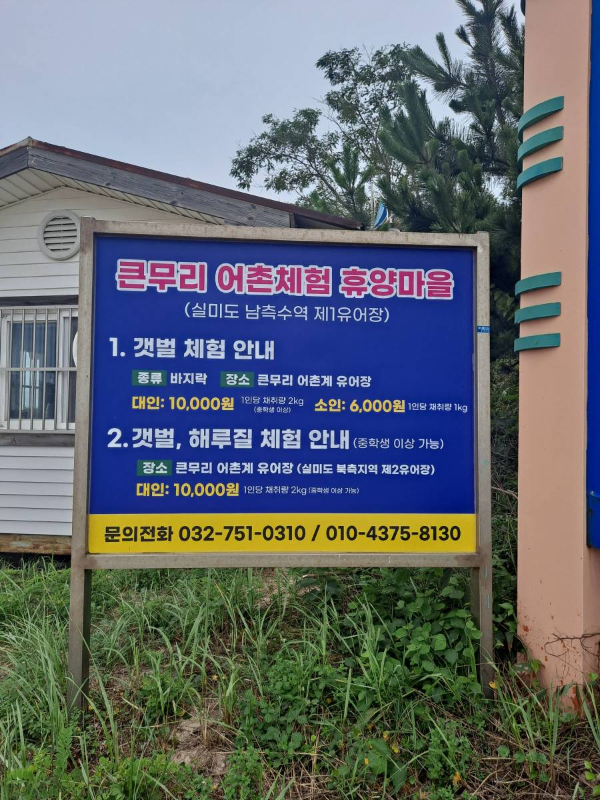 큰무리 어촌체험 휴양마을
(실미도 남측수역 제1유어장)
1. 갯벌 체험 안내
종류 바지락 장소 큰무리 어촌계 유어장
대인: 10,000원 1인당 채취량 2kg (중학생 이상) 소인: 6,000원 1인당 채취량 1kg
2. 갯벌, 해루질 체험 안내 (중학생 이상 가능)
장소 큰무리 어촌계 유어장 (실미도 북측지역 제2유어장)
대인: 10,000원 1인당 채취량 2kg (중학생 이상 가능)
문의전화 032-751-0310 / 010-4375-8130